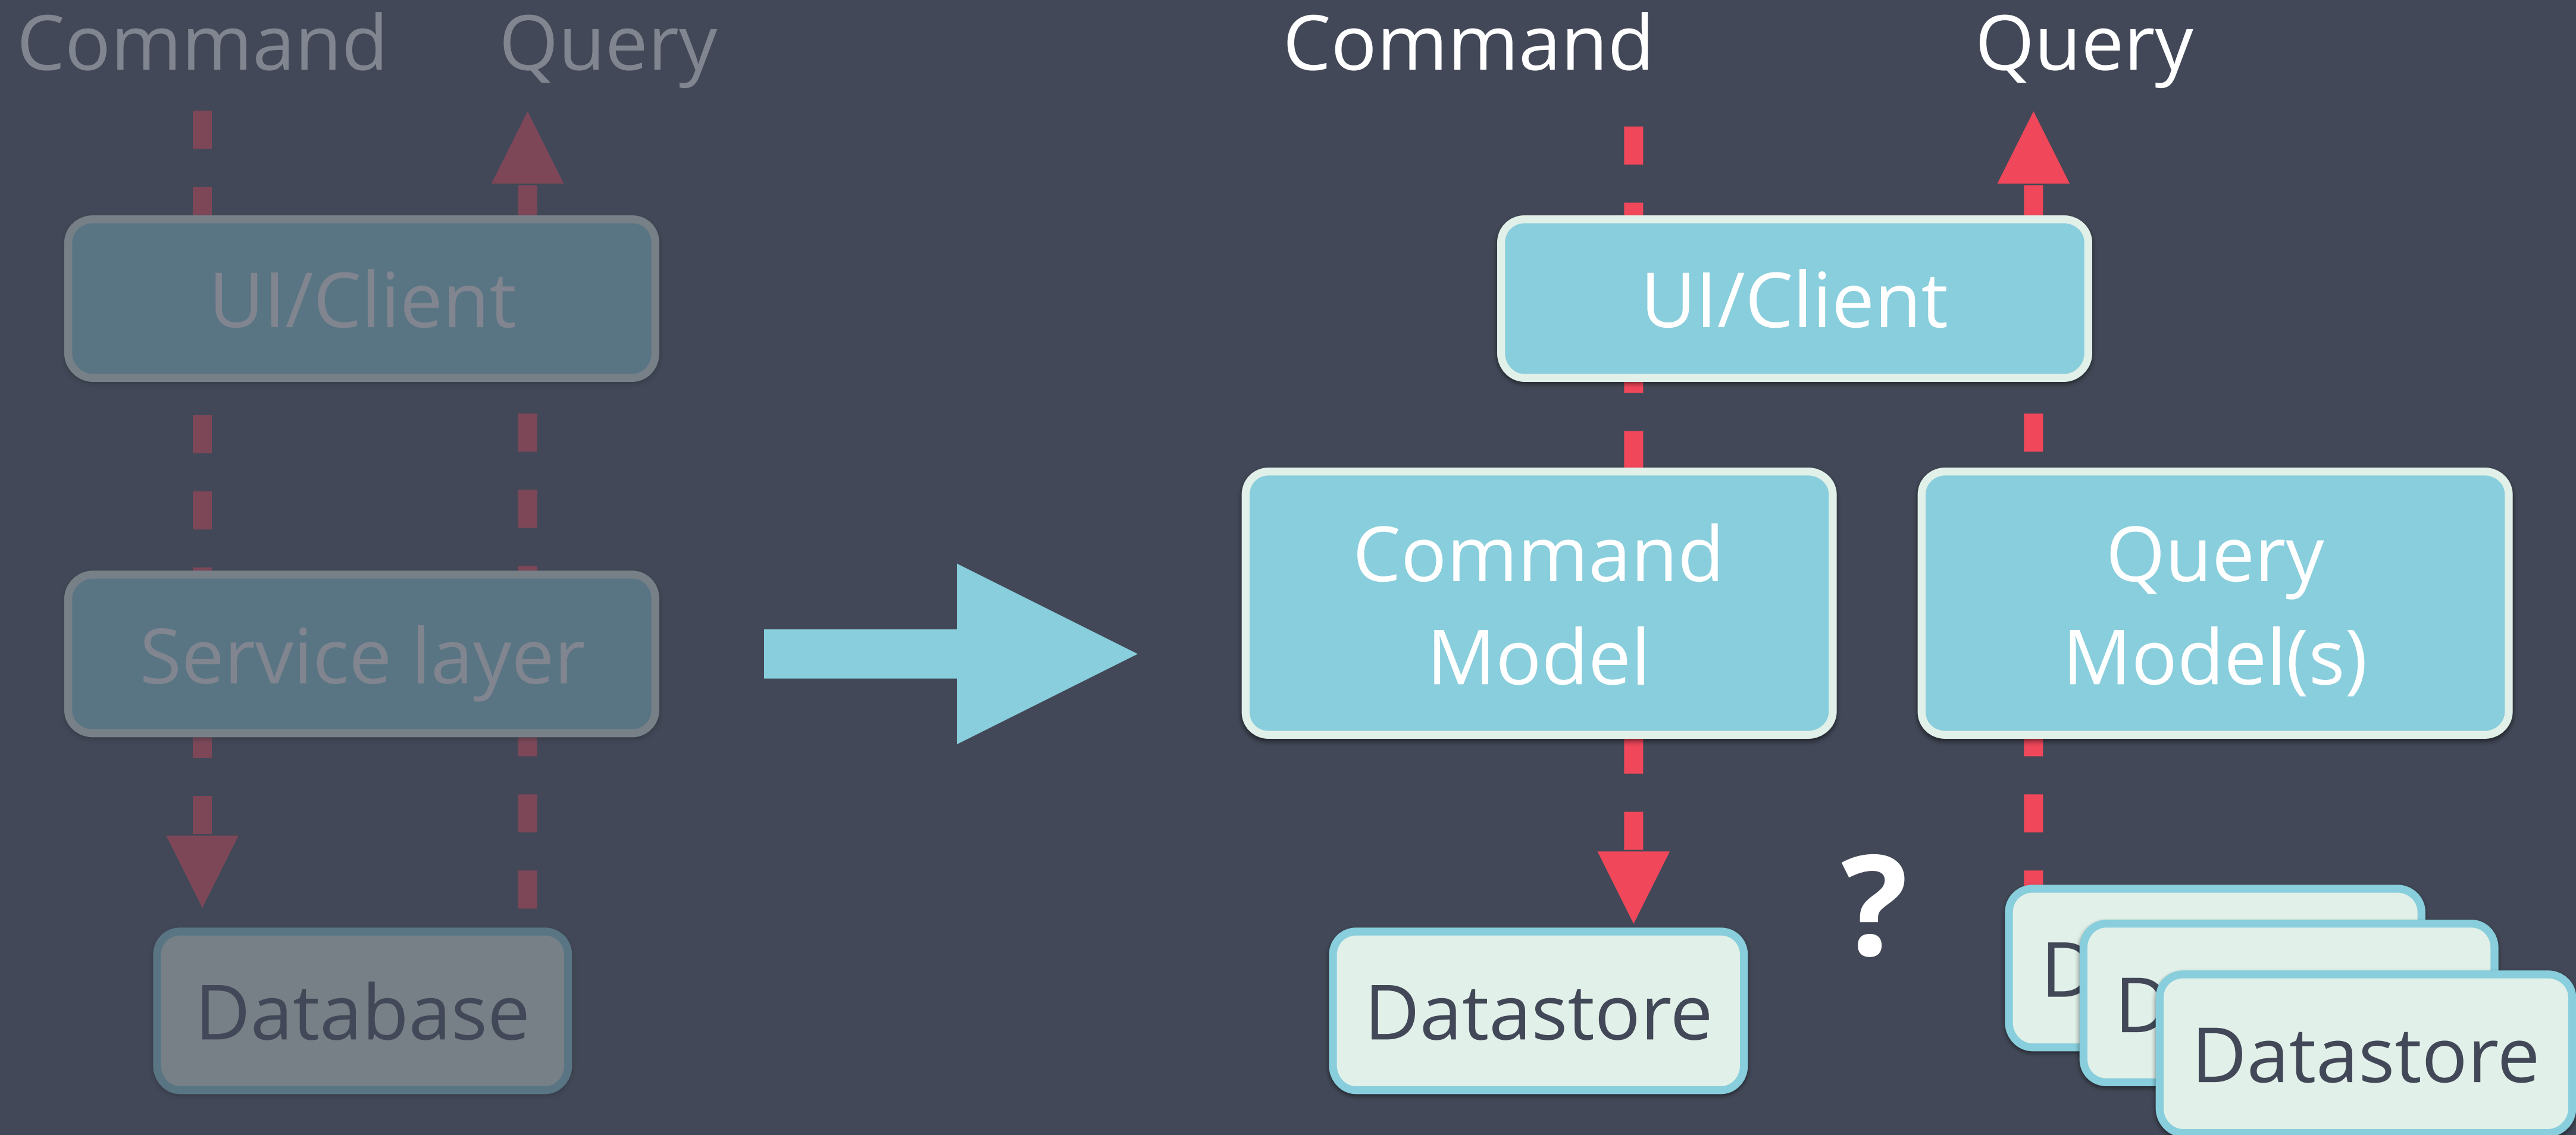 Command
Query
UI/Client
Service layer
Database
Command
Query
UI/Client
Command
Model
Query
Model(s)
?
Datastore
D
D
Datastore